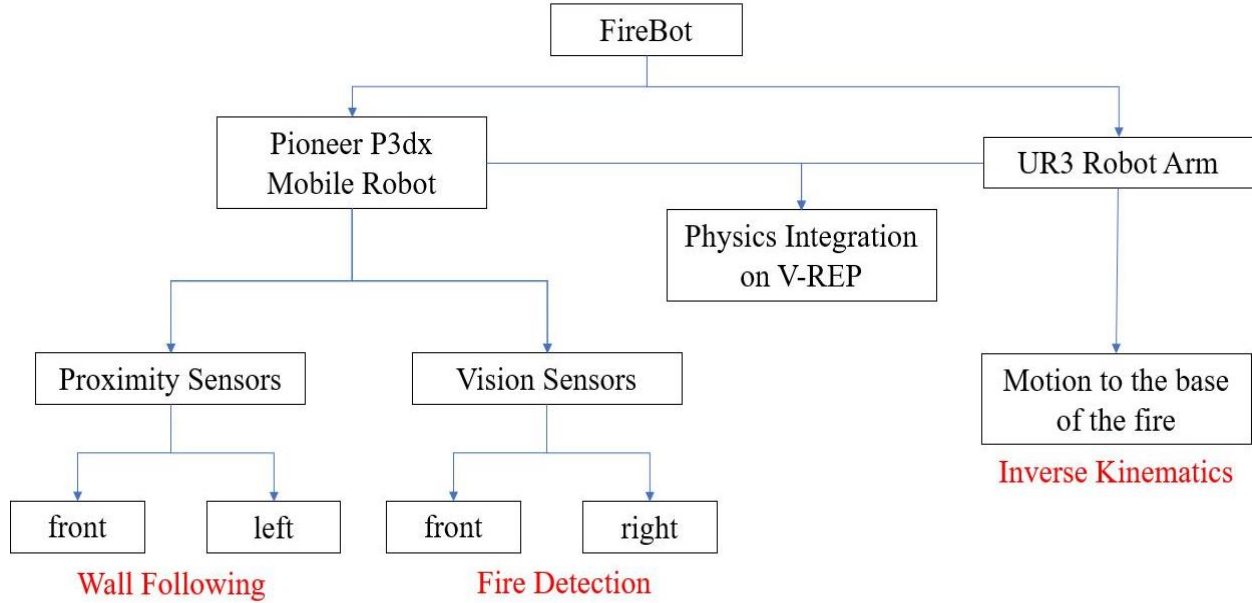 FireBot
Pioneer P3dx
Mobile Robot
UR3 Robot Arm
Physics Integration
on V-REP
Proximity Sensors
Vision Sensors
Motion to the base
of the fire
Inverse Kinematics
front
left
front
right
Wall Following
Fire Detection